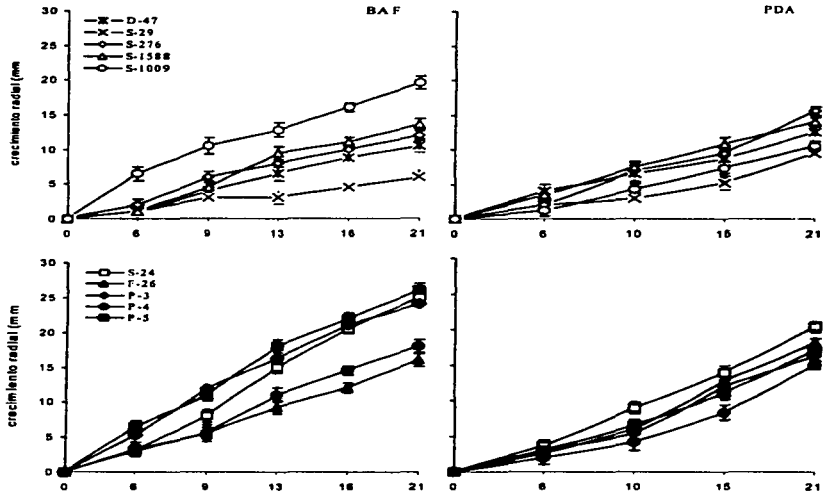 BAF
PDA
D-47
S-29
S-276
S-1588
S-1009
crecimiento radial (mm
30
25
20
15
10
5
0
0 6 9 13 16 21
0 6 10 15 21
S-24
F-26
P-3
P-4
P-5
crecimiento radial (mm
30
25
20
15
10
5
0
0 6 9 13 16 21
0 6 10 15 21